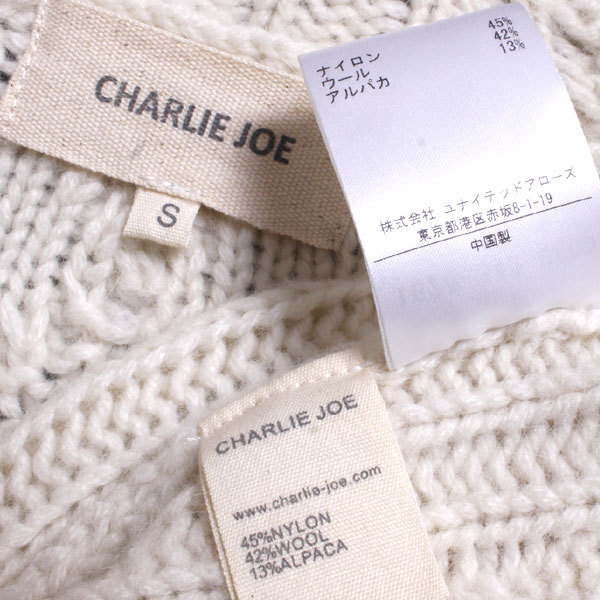 CHARLIE JOE
S
ナイロン 45%
ウール 42%
アルパカ 13%
株式会社 ユナイテッドアローズ
東京都港区赤坂8-1-19
中国製
CHARLIE JOE
www.charlie-joe.com
45%NYLON
42%WOOL
13%ALPACA